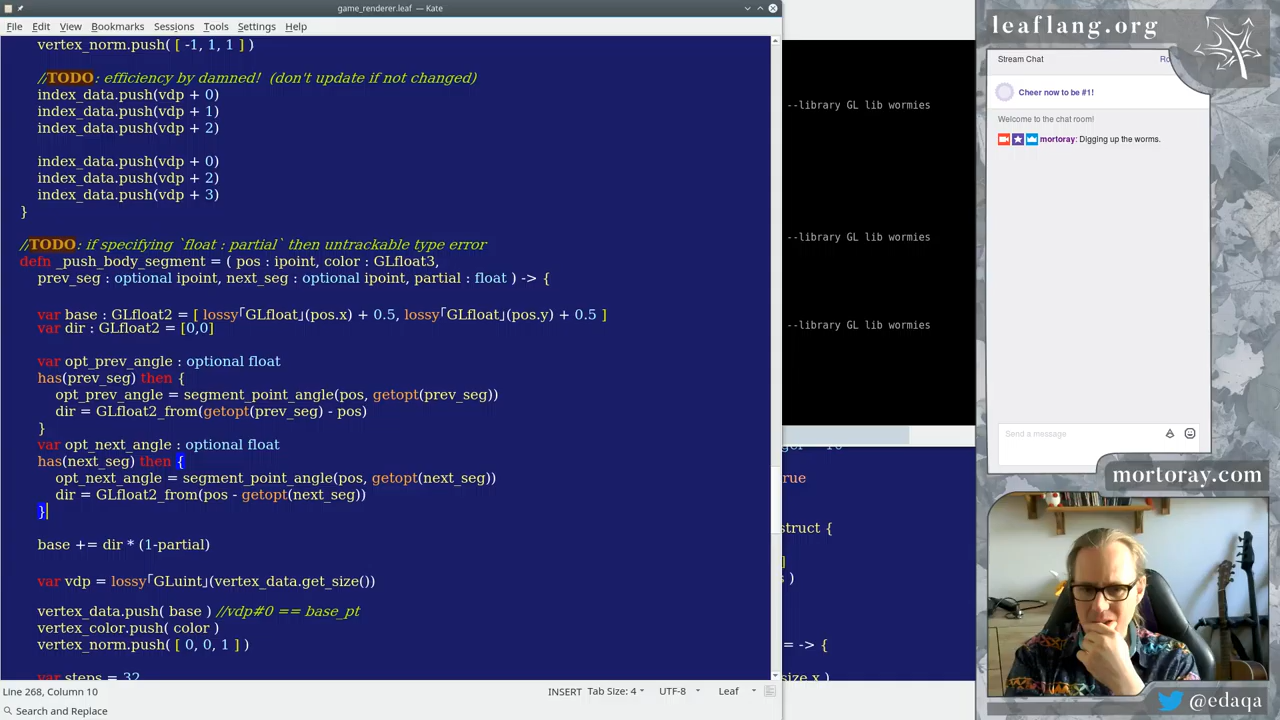 game_renderer.leaf — Kate
File Edit View Bookmarks Sessions Tools Settings Help
vertex_norm.push( [ -1, 1, 1 ] )
//TODO: efficiency by damned!  (don't update if not changed)
index_data.push(vdp + 0)
index_data.push(vdp + 1)
index_data.push(vdp + 2)
index_data.push(vdp + 0)
index_data.push(vdp + 2)
index_data.push(vdp + 3)
}
//TODO: if specifying `float : partial` then untrackable type error
defn _push_body_segment = ( pos : ipoint, color : GLfloat3,
prev_seg : optional ipoint, next_seg : optional ipoint, partial : float ) -> {
var base : GLfloat2 = [ lossy｢GLfloat｣(pos.x) + 0.5, lossy｢GLfloat｣(pos.y) + 0.5 ]
var dir : GLfloat2 = [0,0]
var opt_prev_angle : optional float
has(prev_seg) then {
opt_prev_angle = segment_point_angle(pos, getopt(prev_seg))
dir = GLfloat2_from(getopt(prev_seg) - pos)
}
var opt_next_angle : optional float
has(next_seg) then {
opt_next_angle = segment_point_angle(pos, getopt(next_seg))
dir = GLfloat2_from(pos - getopt(next_seg))
}
base += dir * (1-partial)
var vdp = lossy｢GLuint｣(vertex_data.get_size())
vertex_data.push( base ) //vdp#0 == base_pt
vertex_color.push( color )
vertex_norm.push( [ 0, 0, 1 ] )
var steps = 32
Line 268, Column 10
INSERT Tab Size: 4 UTF-8 Leaf
Search and Replace
--library GL lib wormies
--library GL lib wormies
--library GL lib wormies
rue
truct {
]
s )
= -> {
size.x )
leaflang.org
Stream Chat
Cheer now to be #1!
Welcome to the chat room!
mortoray: Digging up the worms.
Send a message
mortoray.com
@edaqa